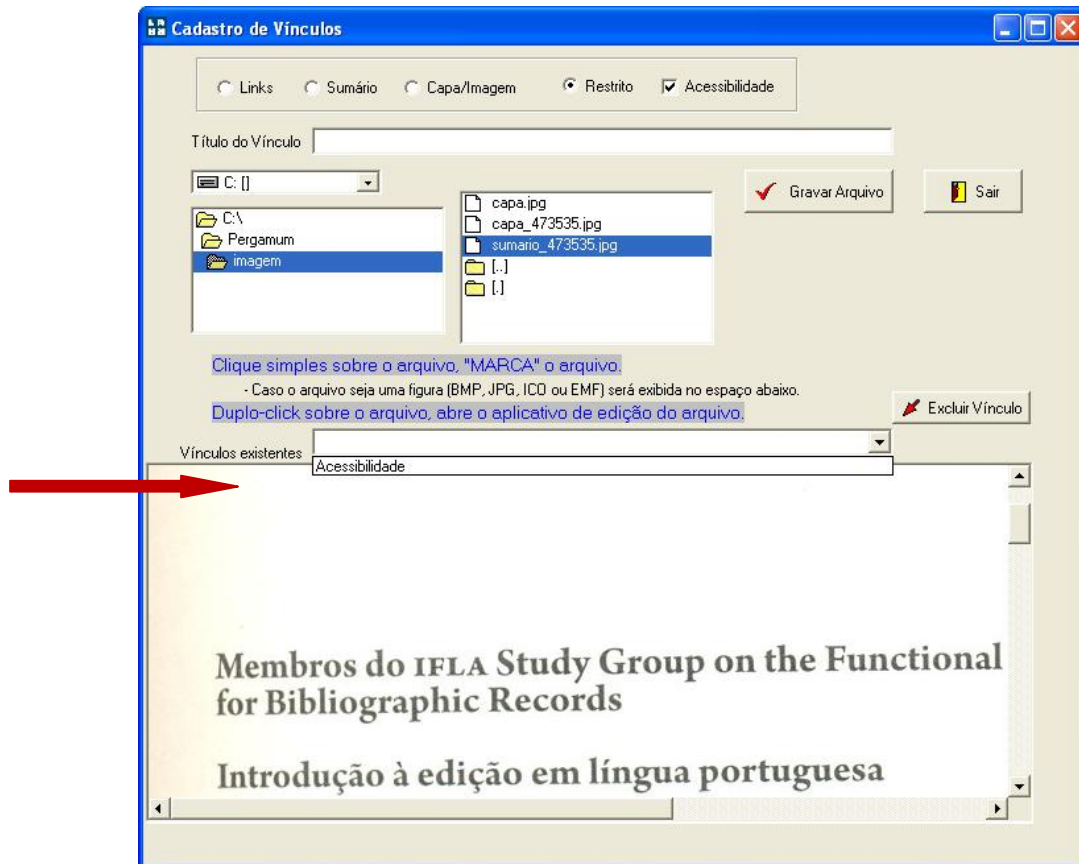 Cadastro de Vínculos
Links Sumário Capa/Imagem Restrito Acessibilidade
Título do Vínculo
C: []
Gravar Arquivo
Sair
C:\
Pergamum
imagem
capa.jpg
capa_473535.jpg
sumario_473535.jpg
[..]
[.]
Clique simples sobre o arquivo, "MARCA" o arquivo.
- Caso o arquivo seja uma figura (BMP, JPG, ICO ou EMF) será exibida no espaço abaixo.
Duplo-click sobre o arquivo, abre o aplicativo de edição do arquivo.
Excluir Vínculo
Vínculos existentes
Acessibilidade
Membros do IFLA Study Group on the Functional
for Bibliographic Records
Introdução à edição em língua portuguesa